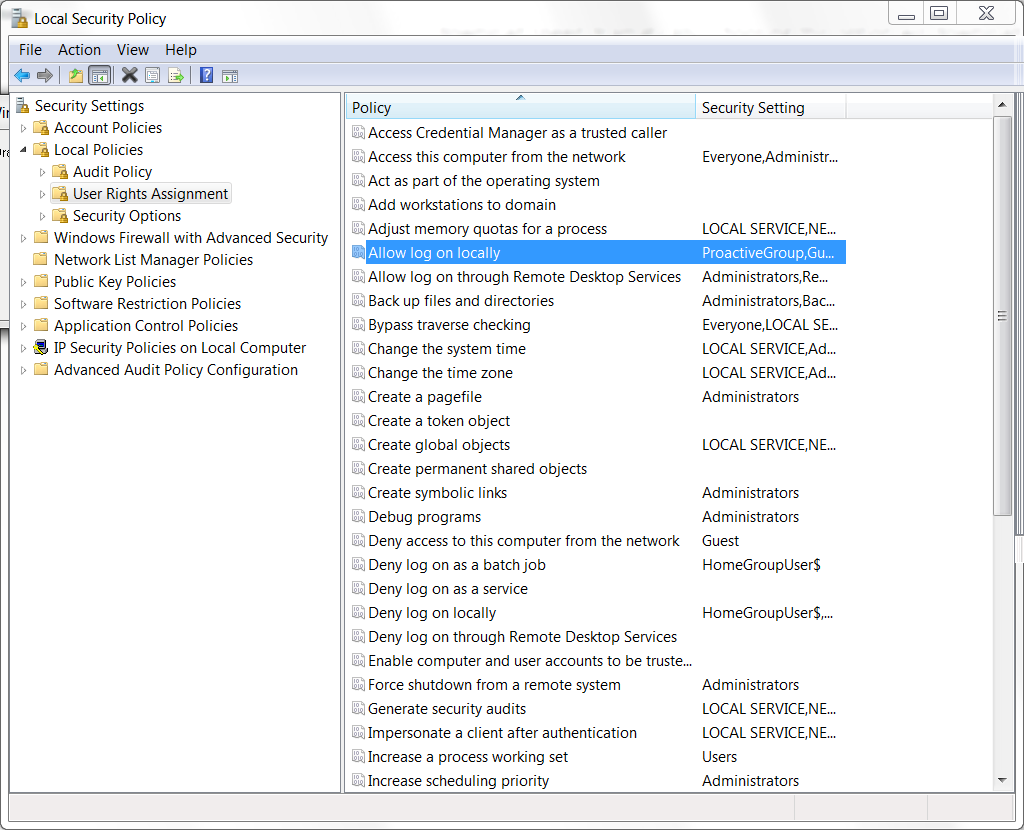 Local Security Policy
File Action View Help
Security Settings
Account Policies
Local Policies
Audit Policy
User Rights Assignment
Security Options
Windows Firewall with Advanced Security
Network List Manager Policies
Public Key Policies
Software Restriction Policies
Application Control Policies
IP Security Policies on Local Computer
Advanced Audit Policy Configuration
Policy Security Setting
Access Credential Manager as a trusted caller
Access this computer from the network Everyone,Administr...
Act as part of the operating system
Add workstations to domain
Adjust memory quotas for a process LOCAL SERVICE,NE...
Allow log on locally ProactiveGroup,Gu...
Allow log on through Remote Desktop Services Administrators,Re...
Back up files and directories Administrators,Bac...
Bypass traverse checking Everyone,LOCAL SE...
Change the system time LOCAL SERVICE,Ad...
Change the time zone LOCAL SERVICE,Ad...
Create a pagefile Administrators
Create a token object
Create global objects LOCAL SERVICE,NE...
Create permanent shared objects
Create symbolic links Administrators
Debug programs Administrators
Deny access to this computer from the network Guest
Deny log on as a batch job HomeGroupUser$
Deny log on as a service
Deny log on locally HomeGroupUser$,...
Deny log on through Remote Desktop Services
Enable computer and user accounts to be truste...
Force shutdown from a remote system Administrators
Generate security audits LOCAL SERVICE,NE...
Impersonate a client after authentication LOCAL SERVICE,NE...
Increase a process working set Users
Increase scheduling priority Administrators